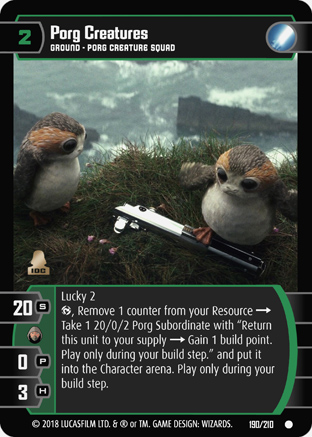 2
Porg Creatures
GROUND - PORG CREATURE SQUAD
IDC
20 S
0 P
3 H
Lucky 2
, Remove 1 counter from your Resource →
Take 1 20/0/2 Porg Subordinate with “Return
this unit to your supply → Gain 1 build point.
Play only during your build step.” and put it
into the Character arena. Play only during your
build step.
© 2018 LUCASFILM LTD. & ® or TM. GAME DESIGN: WIZARDS.
190/210